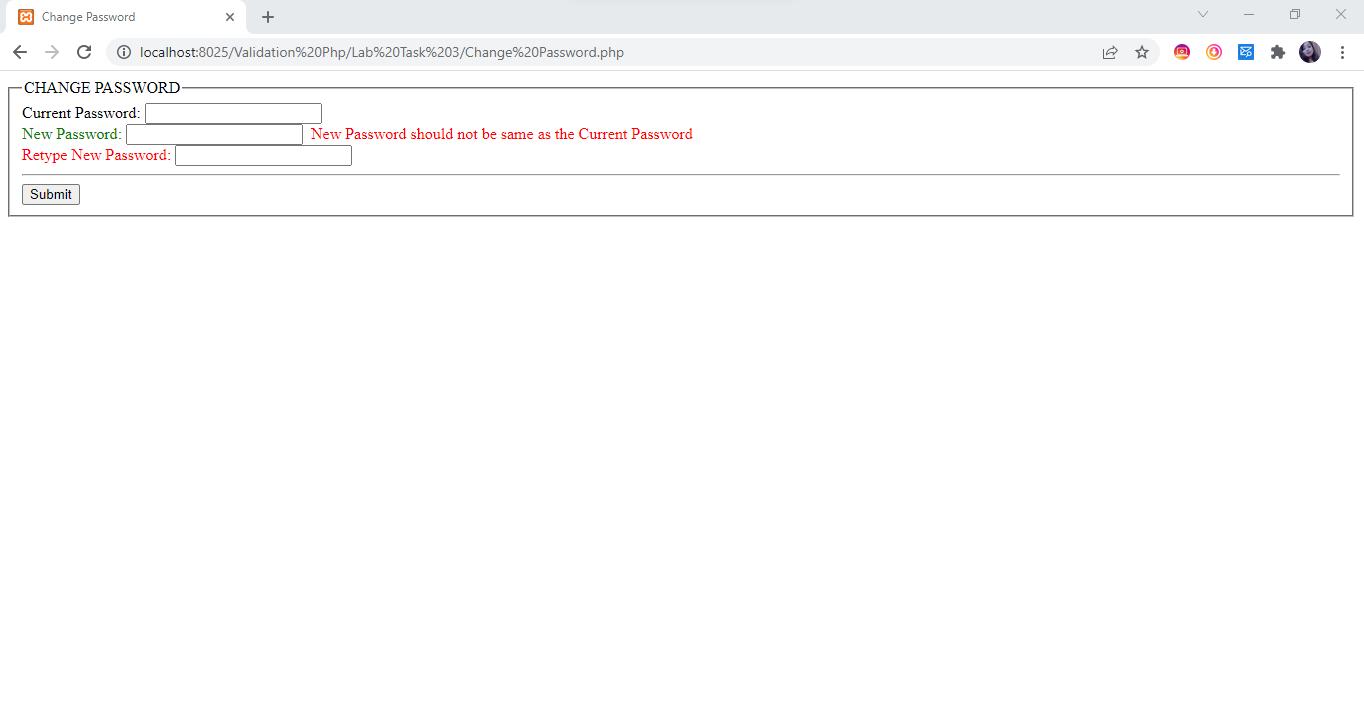 Change Password
localhost:8025/Validation%20Php/Lab%20Task%203/Change%20Password.php
CHANGE PASSWORD
Current Password:
New Password: New Password should not be same as the Current Password
Retype New Password:
Submit